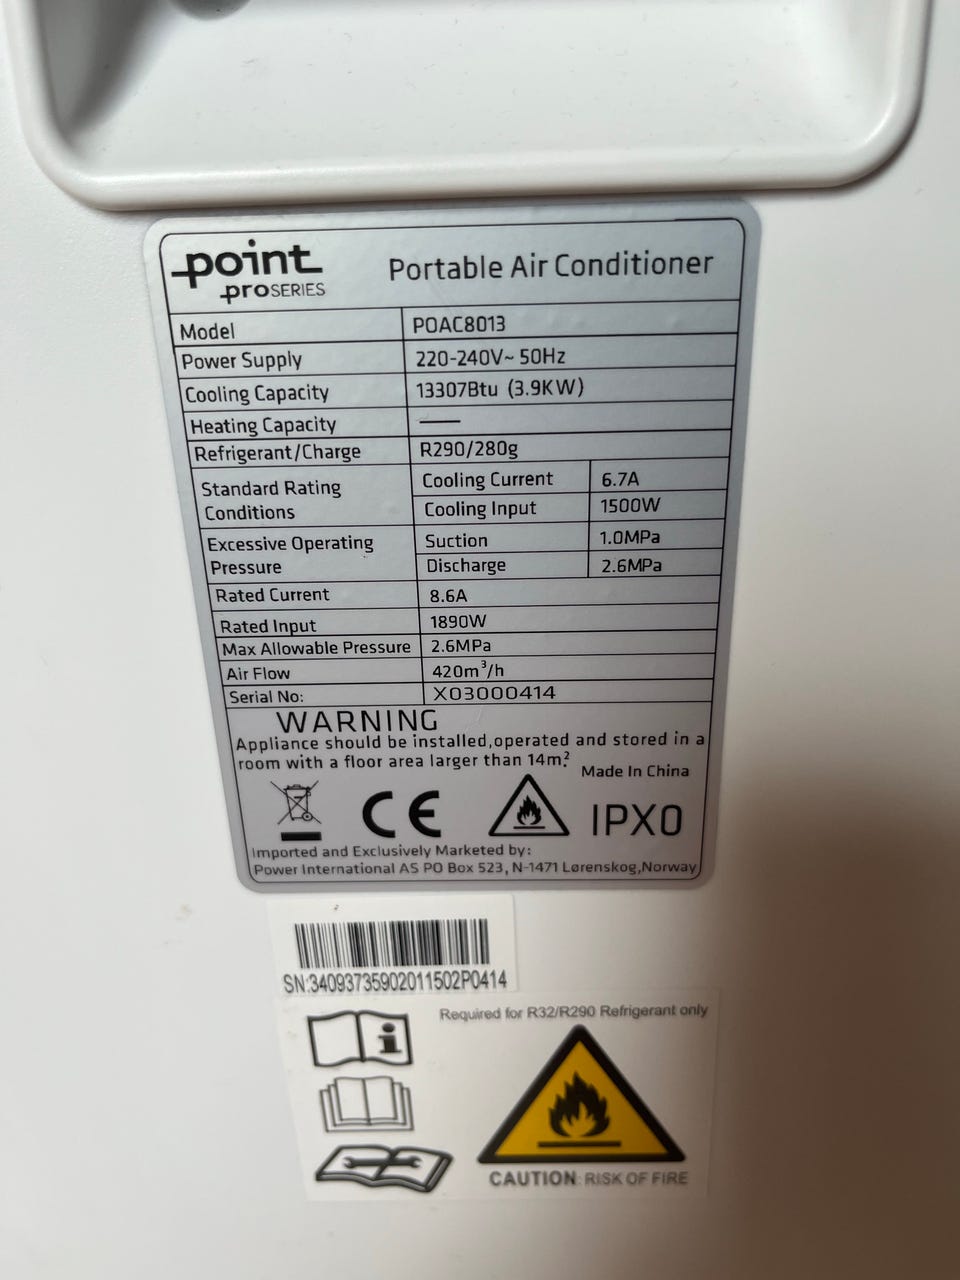 point
proSERIES
Portable Air Conditioner
Model POAC8013
Power Supply 220-240V~ 50Hz
Cooling Capacity 13307Btu (3.9KW)
Heating Capacity —
Refrigerant/Charge R290/280g
Standard Rating Conditions Cooling Current 6.7A
Cooling Input 1500W
Excessive Operating Pressure Suction 1.0MPa
Discharge 2.6MPa
Rated Current 8.6A
Rated Input 1890W
Max Allowable Pressure 2.6MPa
Air Flow 420m³/h
Serial No: X03000414
WARNING
Appliance should be installed,operated and stored in a
room with a floor area larger than 14m².
Made In China
CE
IPX0
Imported and Exclusively Marketed by:
Power International AS PO Box 523, N-1471 Lørenskog,Norway
SN:34093735902011502P0414
Required for R32/R290 Refrigerant only
i
CAUTION: RISK OF FIRE